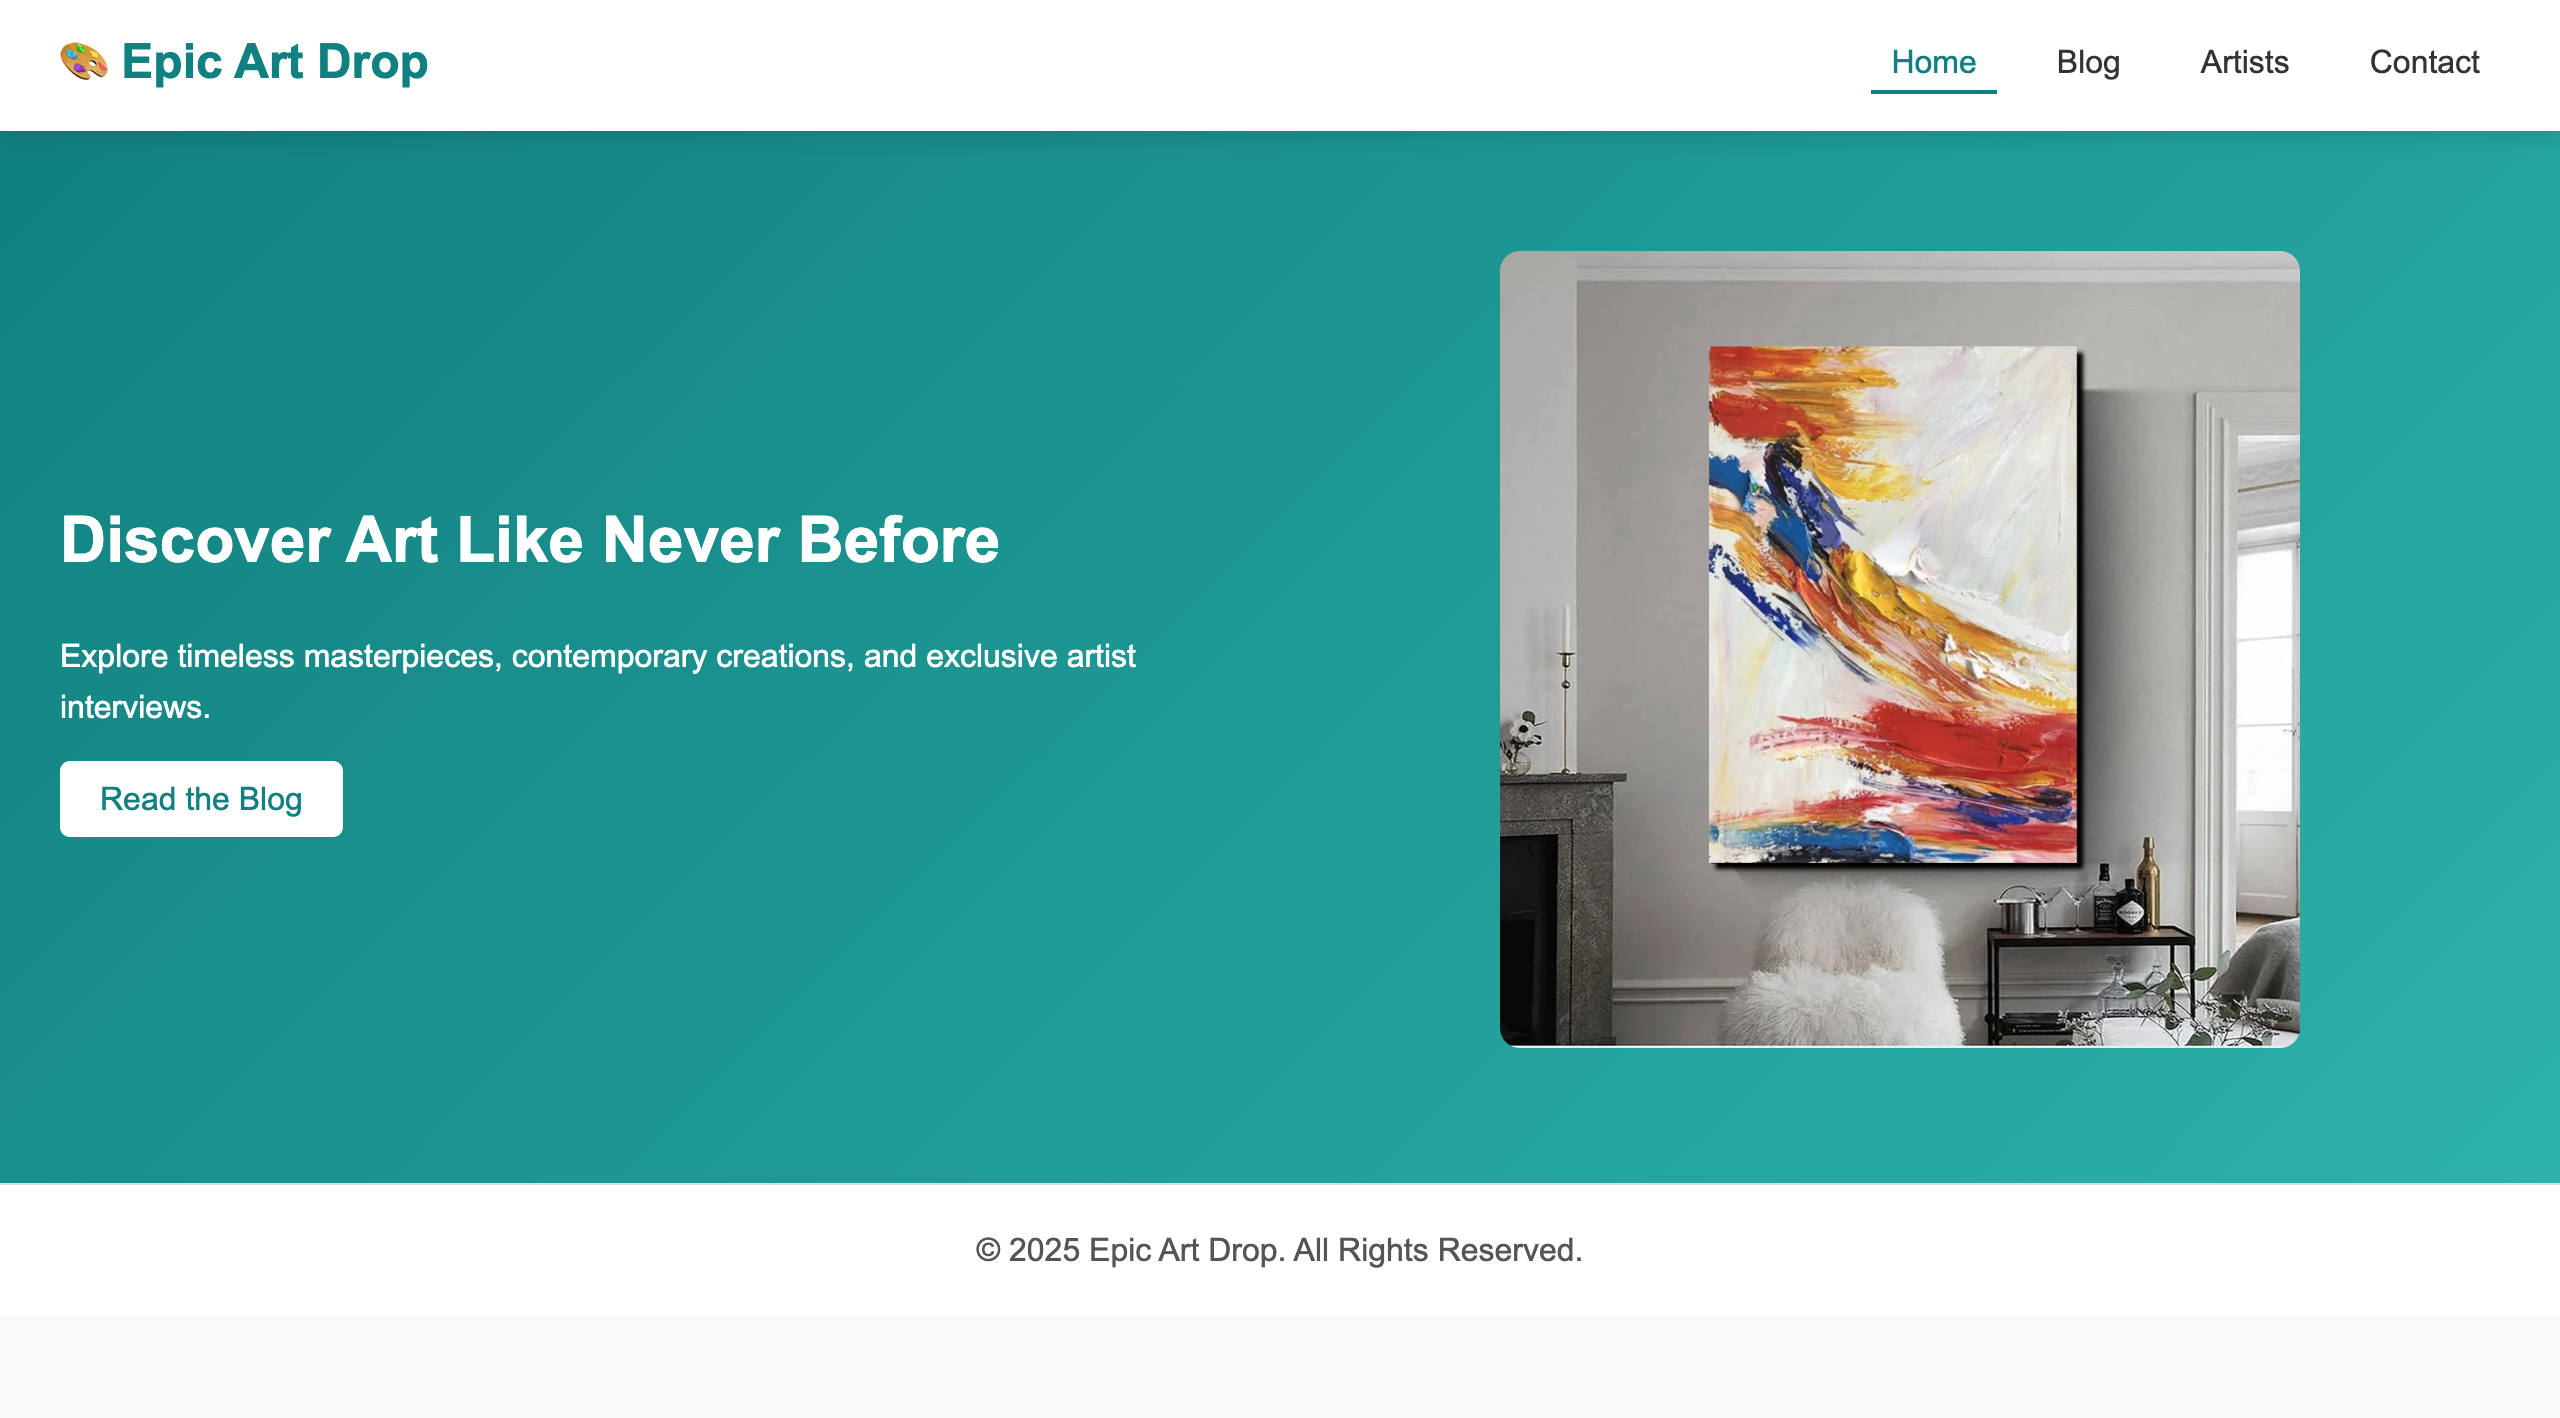 🎨 Epic Art Drop
Home Blog Artists Contact
Discover Art Like Never Before
Explore timeless masterpieces, contemporary creations, and exclusive artist
interviews.
Read the Blog
© 2025 Epic Art Drop. All Rights Reserved.